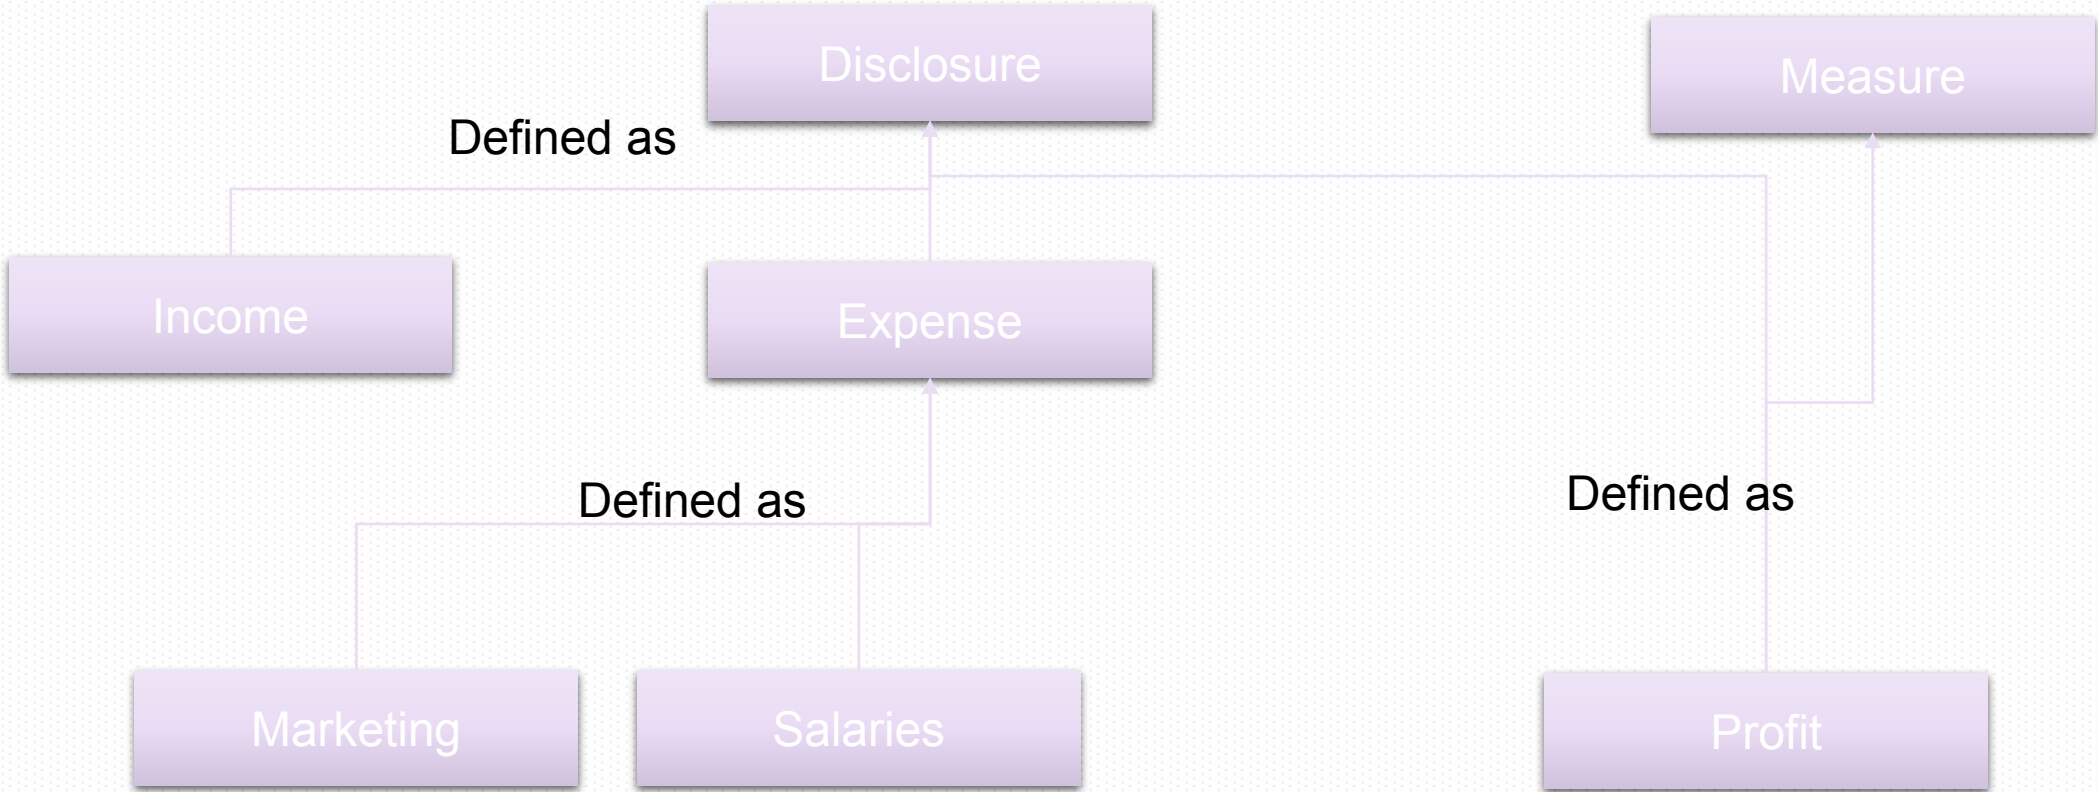 Disclosure
Measure
Defined as
Income
Expense
Defined as
Defined as
Marketing
Salaries
Profit